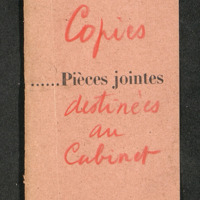 Copies
......Pièces jointes
destinées
au
Cabinet